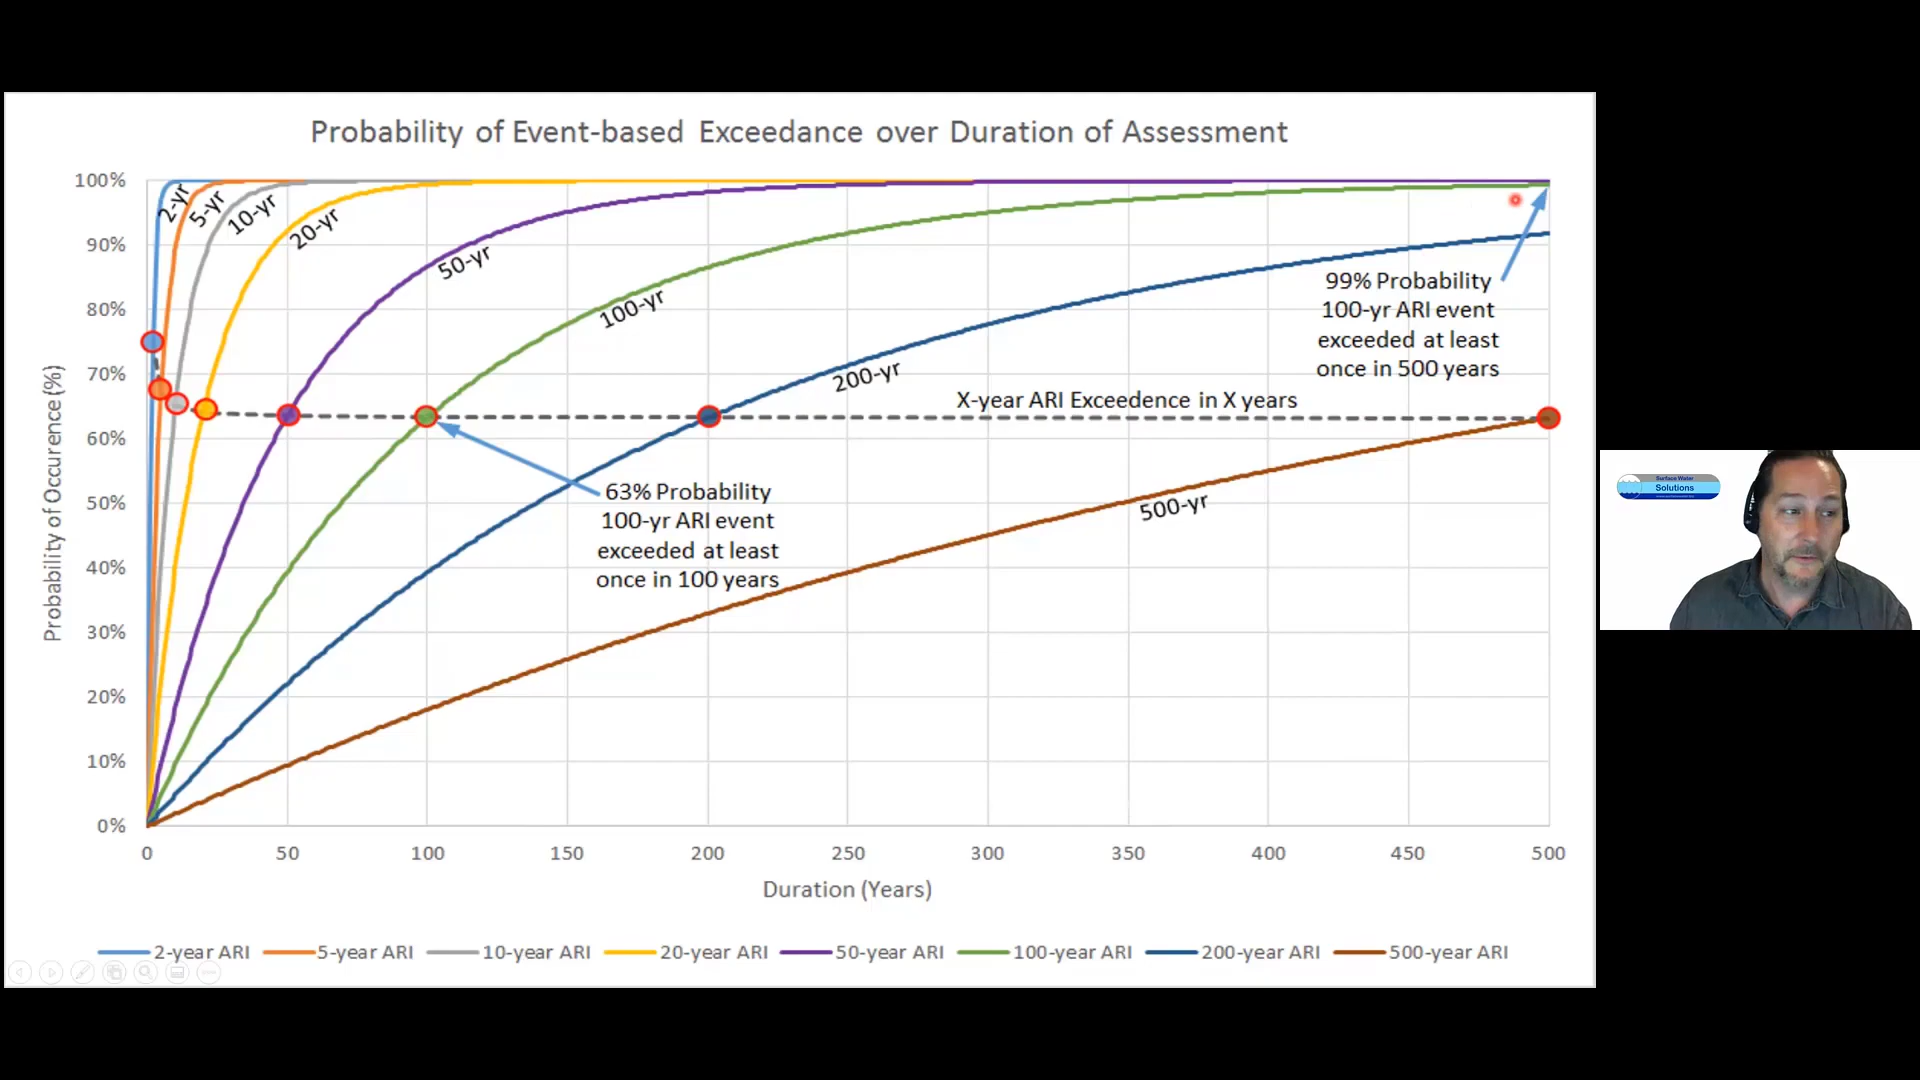 Probability of Event-based Exceedance over Duration of Assessment
100%
90%
80%
70%
60%
50%
40%
30%
20%
10%
0%
Probability of Occurence (%)
2-yr
5-yr
10-yr
20-yr
50-yr
100-yr
200-yr
500-yr
99% Probability
100-yr ARI event
exceeded at least
once in 500 years
X-year ARI Exceedence in X years
63% Probability
100-yr ARI event
exceeded at least
once in 100 years
0 50 100 150 200 250 300 350 400 450 500
Duration (Years)
2-year ARI 5-year ARI 10-year ARI 20-year ARI 50-year ARI 100-year ARI 200-year ARI 500-year ARI
Surface Water
Solutions